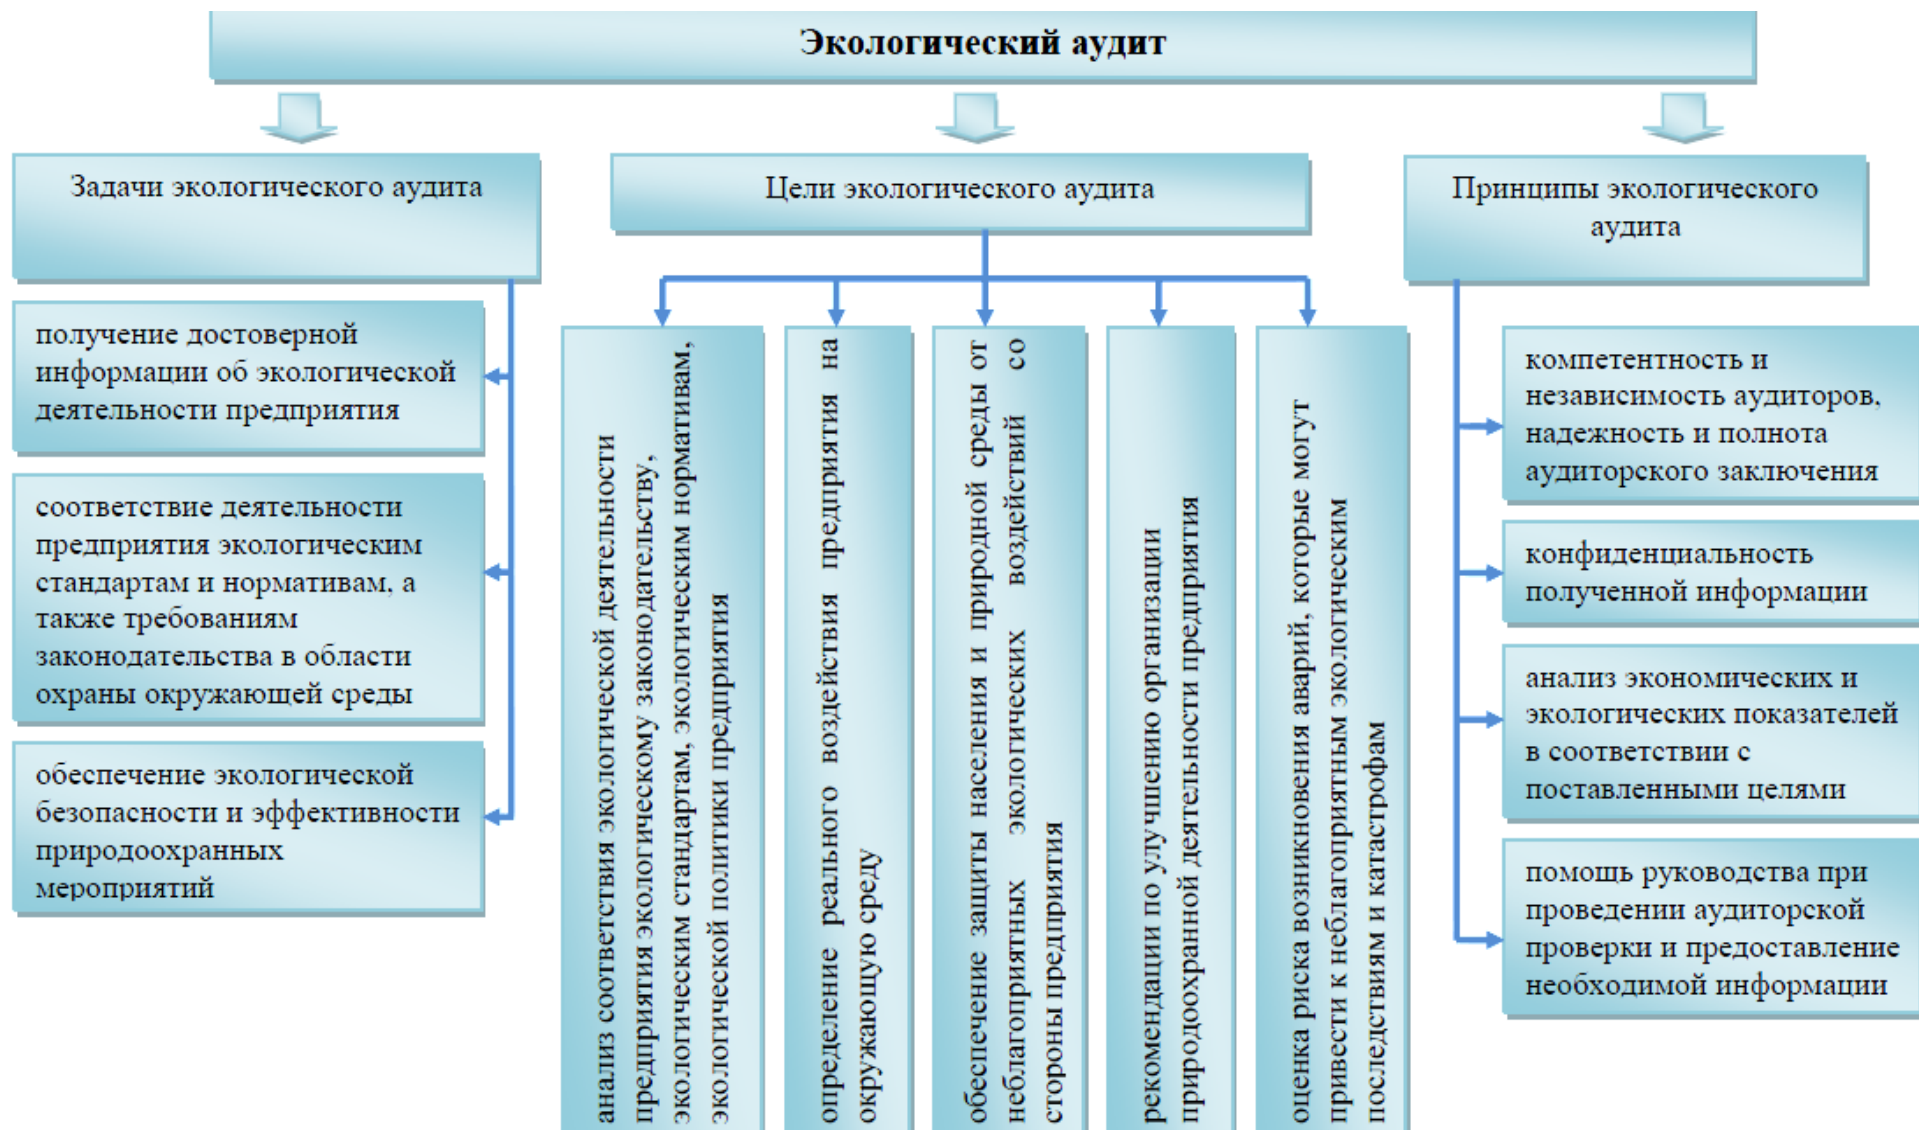 Экологический аудит
Задачи экологического аудита
получение достоверной
информации об экологической
деятельности предприятия
соответствие деятельности
предприятия экологическим
стандартам и нормативам, а
также требованиям
законодательства в области
охраны окружающей среды
обеспечение экологической
безопасности и эффективности
природоохранных
мероприятий
Цели экологического аудита
анализ соответствия экологической деятельности
предприятия экологическому законодательству,
экологическим стандартам, экологическим нормативам,
экологической политики предприятия
определение реального воздействия предприятия на
окружающую среду
обеспечение защиты населения и природной среды от
неблагоприятных экологических воздействий со
стороны предприятия
рекомендации по улучшению организации
природоохранной деятельности предприятия
оценка риска возникновения аварий, которые могут
привести к неблагоприятным экологическим
последствиям и катастрофам
Принципы экологического
аудита
компетентность и
независимость аудиторов,
надежность и полнота
аудиторского заключения
конфиденциальность
полученной информации
анализ экономических и
экологических показателей
в соответствии с
поставленными целями
помощь руководства при
проведении аудиторской
проверки и предоставление
необходимой информации